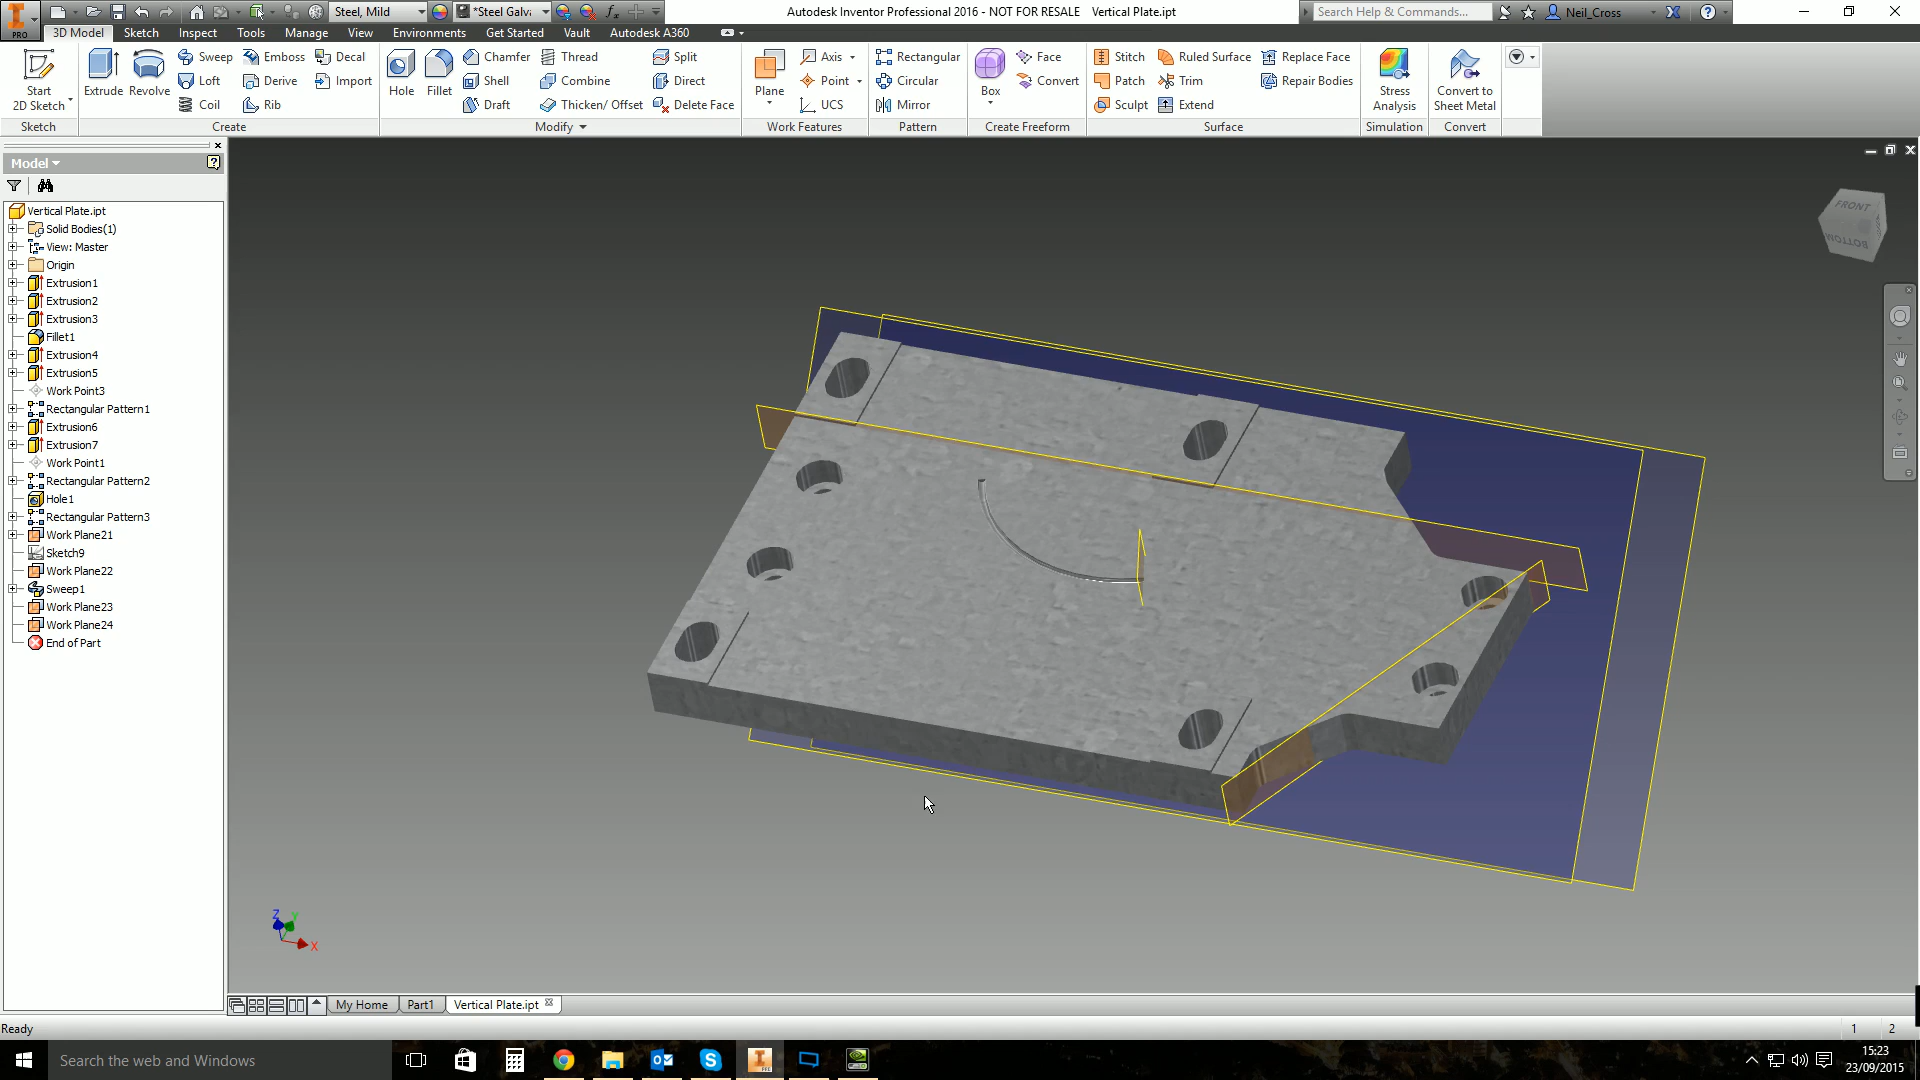 Steel, Mild
*Steel Galv
Autodesk Inventor Professional 2016 - NOT FOR RESALE Vertical Plate.ipt
Search Help & Commands...
Neil_Cross
PRO
3D Model Sketch Inspect Tools Manage View Environments Get Started Vault Autodesk A360
Start
2D Sketch
Extrude
Revolve
Sweep
Loft
Coil
Emboss
Derive
Rib
Decal
Import
Hole
Fillet
Chamfer
Shell
Draft
Thread
Combine
Thicken/ Offset
Split
Direct
Delete Face
Plane
Axis
Point
UCS
Rectangular
Circular
Mirror
Box
Face
Convert
Stitch
Patch
Sculpt
Ruled Surface
Trim
Extend
Replace Face
Repair Bodies
Stress
Analysis
Convert to
Sheet Metal
Sketch
Create
Modify
Work Features
Pattern
Create Freeform
Surface
Simulation
Convert
Model
Vertical Plate.ipt
Solid Bodies(1)
View: Master
Origin
Extrusion1
Extrusion2
Extrusion3
Fillet1
Extrusion4
Extrusion5
Work Point3
Rectangular Pattern1
Extrusion6
Extrusion7
Work Point1
Rectangular Pattern2
Hole1
Rectangular Pattern3
Work Plane21
Sketch9
Work Plane22
Sweep1
Work Plane23
Work Plane24
End of Part
FRONT
BOTTOM
Z
Y
X
My Home
Part1
Vertical Plate.ipt
Ready
1 2
Search the web and Windows
15:23
23/09/2015